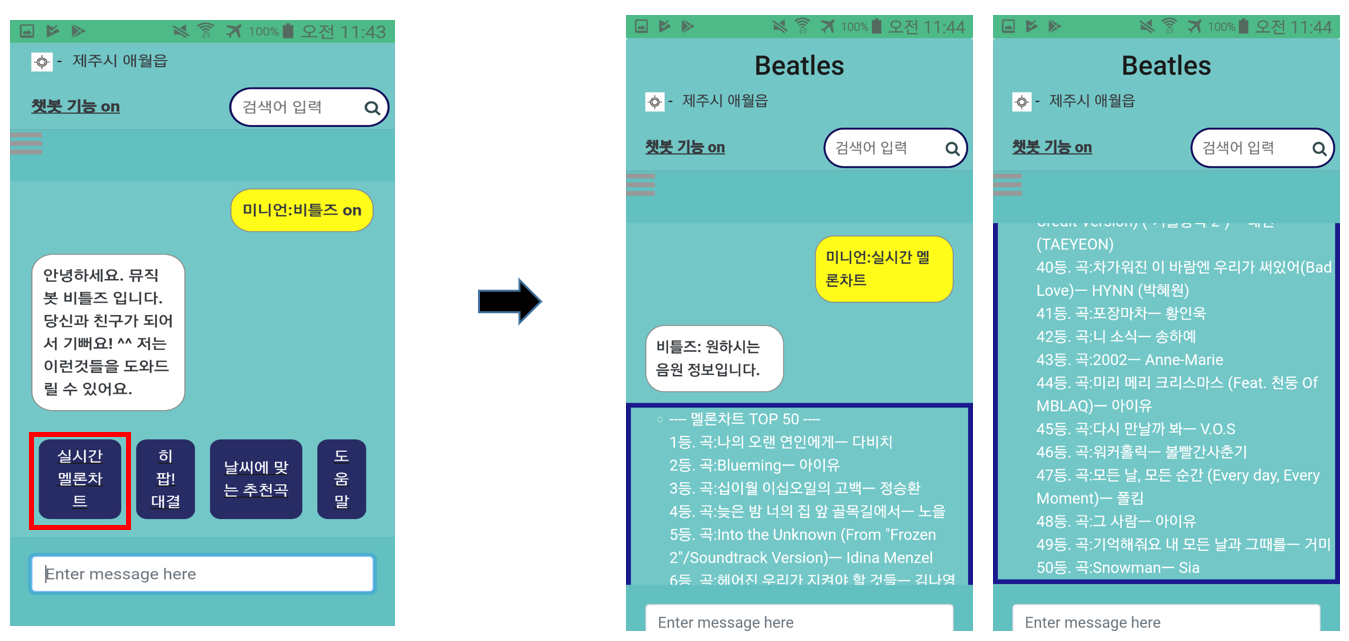 100% 오전 11:43
- 제주시 애월읍
챗봇 기능 on
검색어 입력
미니언:비틀즈 on
안녕하세요. 뮤직
봇 비틀즈 입니다.
당신과 친구가 되어
서 기뻐요! ^^ 저는
이런것들을 도와드
릴 수 있어요.
실시간
멜론차
트
히
팝!
대결
날씨에 맞
는 추천곡
도
움
말
Enter message here
100% 오전 11:44
Beatles
- 제주시 애월읍
챗봇 기능 on
검색어 입력
미니언:실시간 멜
론차트
비틀즈: 원하시는
음원 정보입니다.
---- 멜론차트 TOP 50 ----
1등. 곡:나의 오랜 연인에게ㅡ 다비치
2등. 곡:Bluemingㅡ 아이유
3등. 곡:십이월 이십오일의 고백ㅡ 정승환
4등. 곡:늦은 밤 너의 집 앞 골목길에서ㅡ 노을
5등. 곡:Into the Unknown (From "Frozen
2"/Soundtrack Version)ㅡ Idina Menzel
6등. 곡:헤어진 우리가 지켜야 할 것들ㅡ 김나영
Enter message here
100% 오전 11:44
Beatles
- 제주시 애월읍
챗봇 기능 on
검색어 입력
(TAEYEON)
40등. 곡:차가워진 이 바람엔 우리가 써있어(Bad
Love)ㅡ HYNN (박혜원)
41등. 곡:포장마차ㅡ 황인욱
42등. 곡:니 소식ㅡ 송하예
43등. 곡:2002ㅡ Anne-Marie
44등. 곡:미리 메리 크리스마스 (Feat. 천둥 Of
MBLAQ)ㅡ 아이유
45등. 곡:다시 만날까 봐ㅡ V.O.S
46등. 곡:워커홀릭ㅡ 볼빨간사춘기
47등. 곡:모든 날, 모든 순간 (Every day, Every
Moment)ㅡ 폴킴
48등. 곡:그 사람ㅡ 아이유
49등. 곡:기억해줘요 내 모든 날과 그때를ㅡ 거미
50등. 곡:Snowmanㅡ Sia
Enter message here